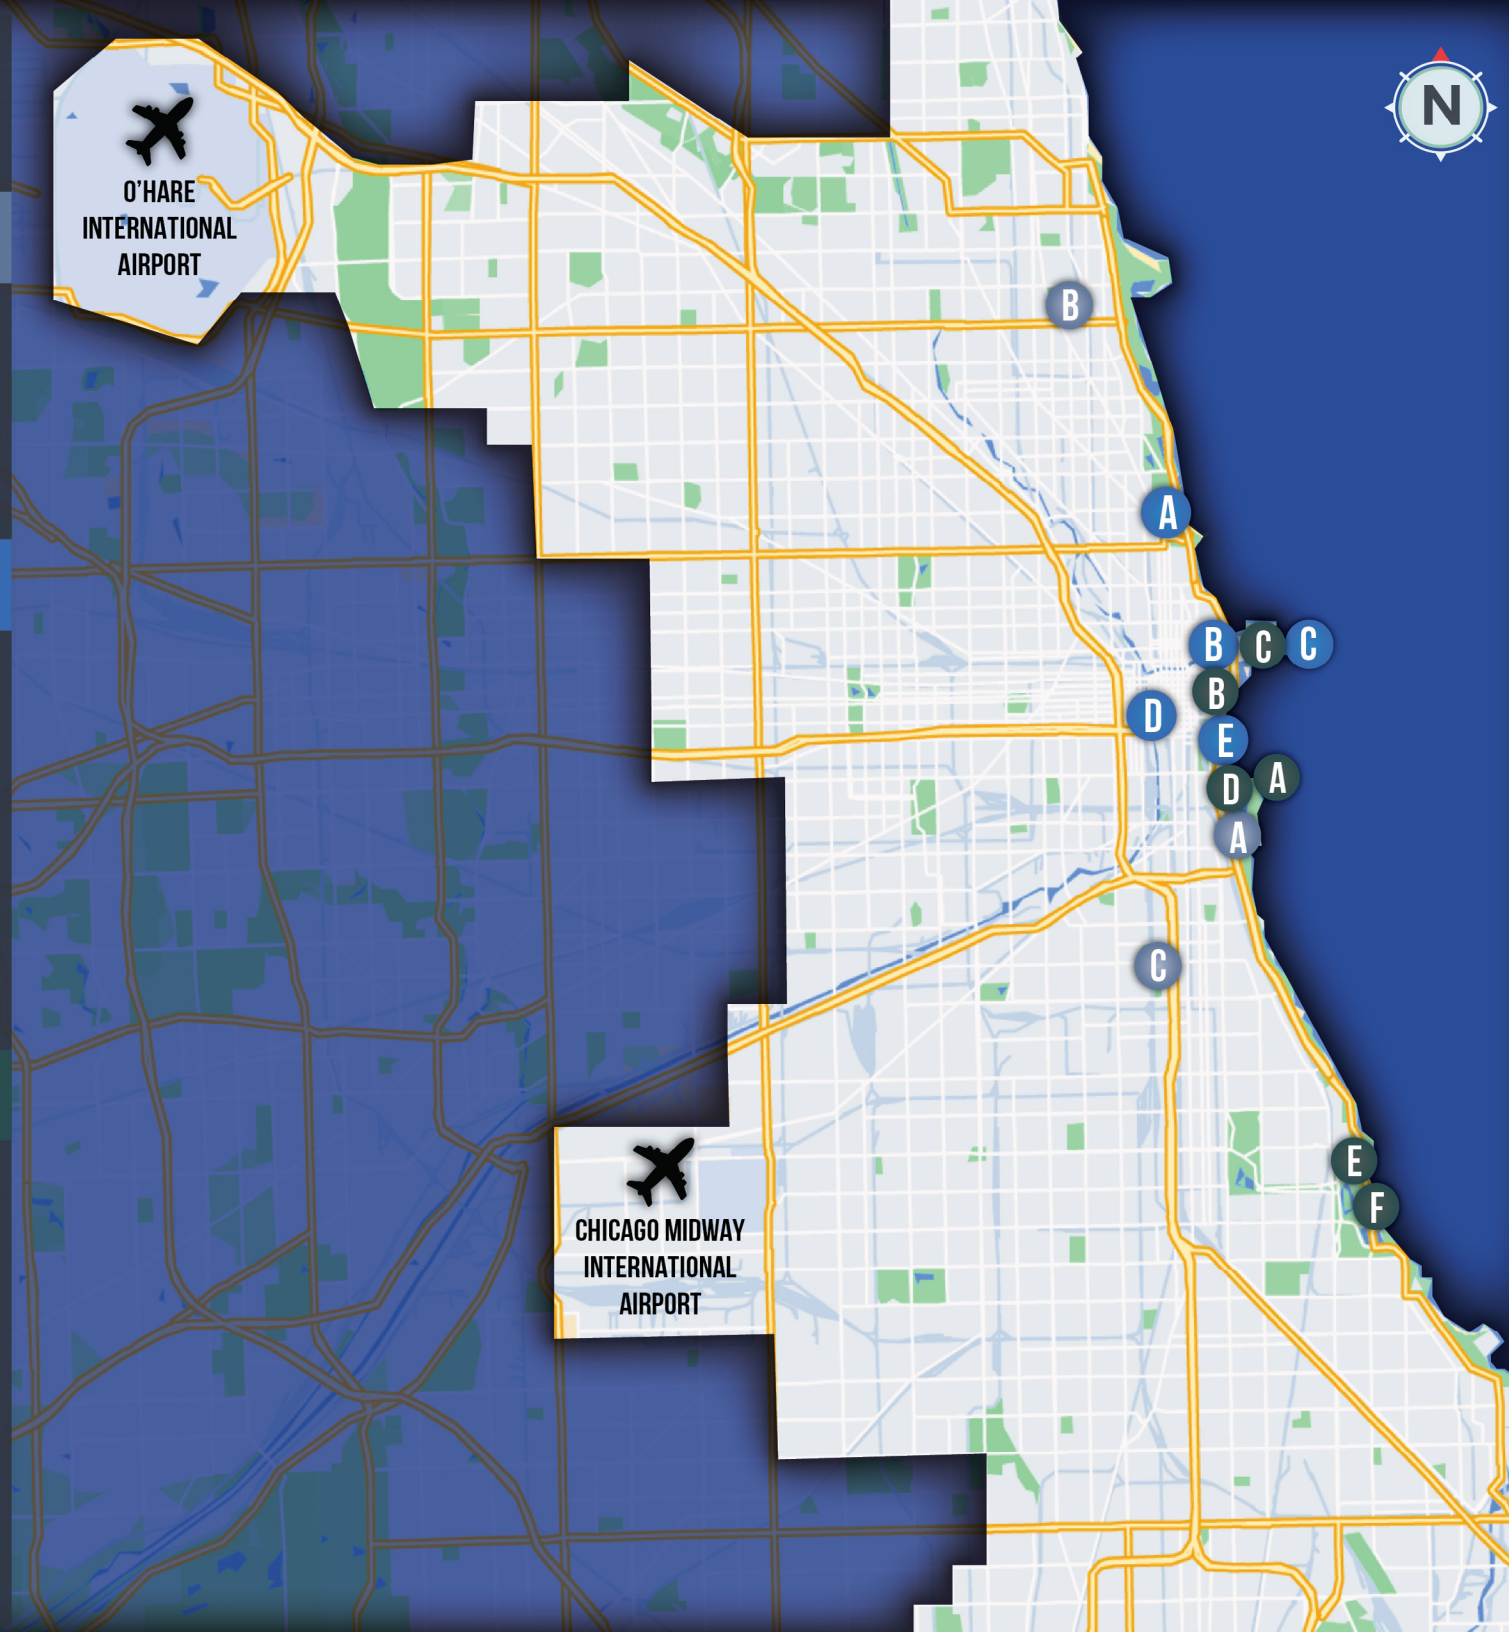 N
O'HARE
INTERNATIONAL
AIRPORT
B
A
B C C
B
D
E
D A
A
C
E
F
CHICAGO MIDWAY
INTERNATIONAL
AIRPORT